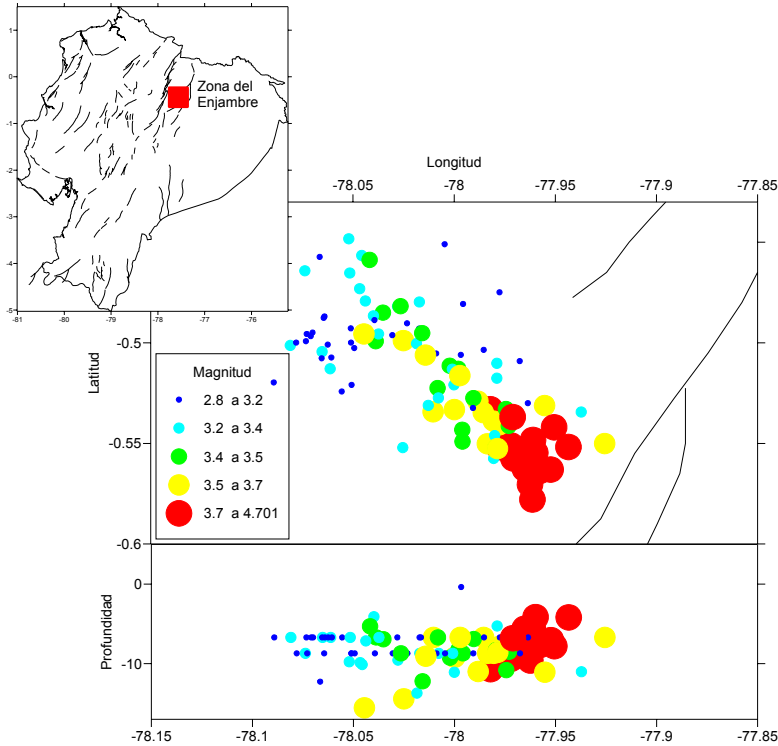 1
0
-1
-2
-3
-4
-5
-81
-80
-79
-78
-77
-76
Zona del
Enjambre
Longitud
-78.05
-78
-77.95
-77.9
-77.85
Latitud
-0.5
-0.55
-0.6
Magnitud
2.8 a 3.2
3.2 a 3.4
3.4 a 3.5
3.5 a 3.7
3.7 a 4.701
Profundidad
0
-10
-78.15
-78.1
-78.05
-78
-77.95
-77.9
-77.85